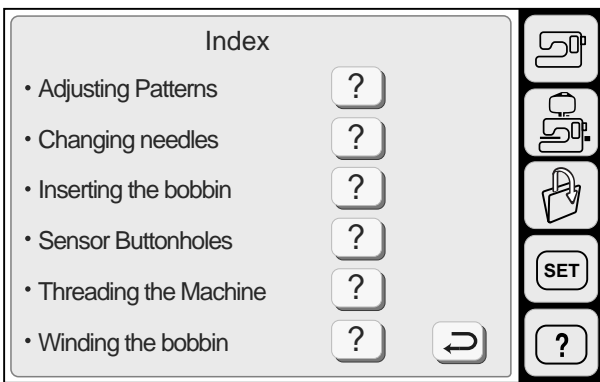 Index
• Adjusting Patterns ?
• Changing needles ?
• Inserting the bobbin ?
• Sensor Buttonholes ?
• Threading the Machine ?
• Winding the bobbin ?
SET
?